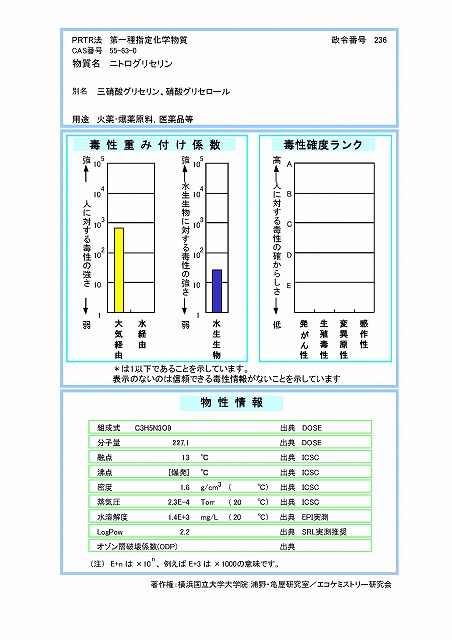 PRTR法 第一種指定化学物質 政令番号 236
CAS番号 55-63-0
物質名 ニトログリセリン
別名 三硝酸グリセリン、硝酸グリセロール
用途 火薬・爆薬原料，医薬品等
毒性重み付け係数
強 人に対する毒性の強さ 弱
10^5
10^4
10^3
10^2
10
1
大気経由
水経由
強 水生生物に対する毒性の強さ 弱
10^5
10^4
10^3
10^2
10
1
水生生物
毒性確度ランク
高 人に対する毒性の確からしさ 低
A
B
C
D
E
発がん性
生殖毒性
変異原性
感作性
＊は1以下であることを示しています。
表示のないのは信頼できる毒性情報がないことを示しています
物性情報
組成式 C3H5N3O9 出典 DOSE
分子量 227.1 出典 DOSE
融点 13 ℃ 出典 ICSC
沸点 [爆発] ℃ 出典 ICSC
密度 1.6 g/cm3 ( ℃) 出典 ICSC
蒸気圧 2.3E-4 Torr ( 20 ℃) 出典 ICSC
水溶解度 1.4E+3 mg/L ( 20 ℃) 出典 EPI実測
LogPow 2.2 出典 SRL実測推奨
オゾン層破壊係数(ODP) 出典
(注) E+n は ×10^n、例えば E+3 は ×1000の意味です。
著作権：横浜国立大学大学院 浦野・亀屋研究室／エコケミストリー研究会